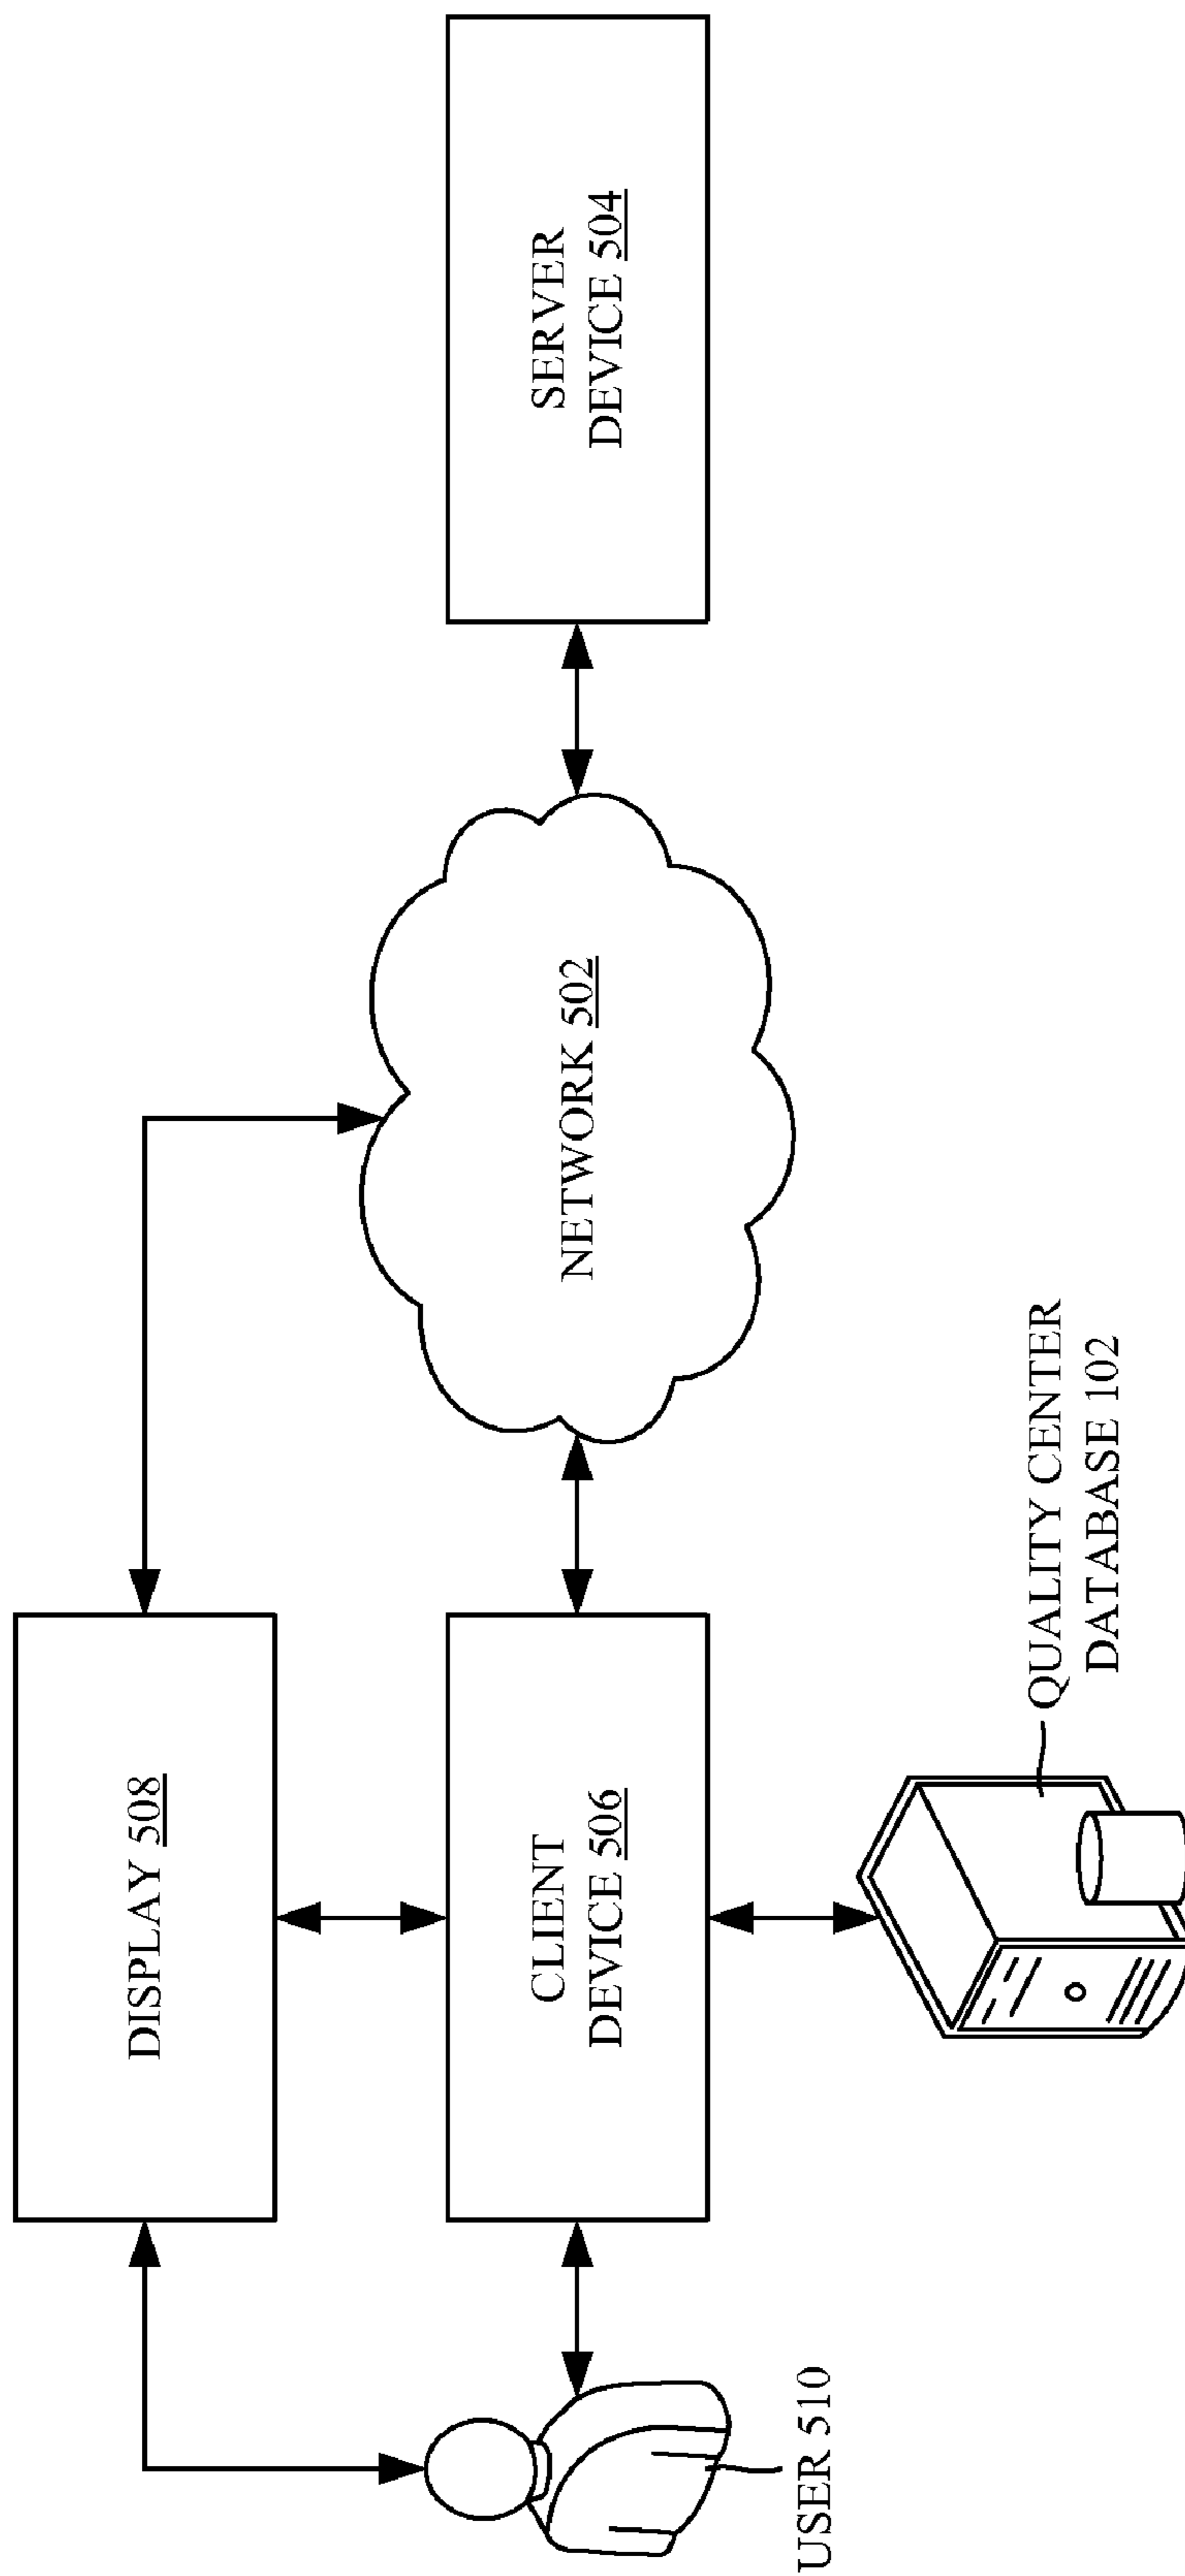 DISPLAY 508
CLIENT
DEVICE 506
NETWORK 502
SERVER
DEVICE 504
USER 510
QUALITY CENTER
DATABASE 102